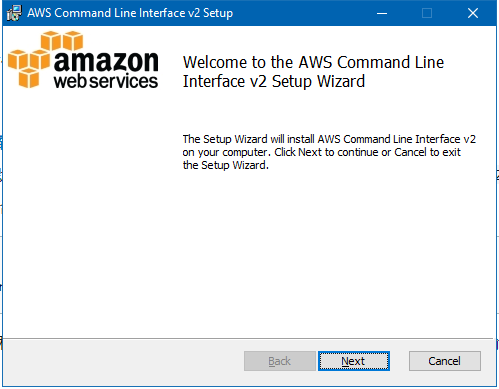 AWS Command Line Interface v2 Setup
amazon
web services
Welcome to the AWS Command Line
Interface v2 Setup Wizard
The Setup Wizard will install AWS Command Line Interface v2
on your computer. Click Next to continue or Cancel to exit
the Setup Wizard.
Back
Next
Cancel